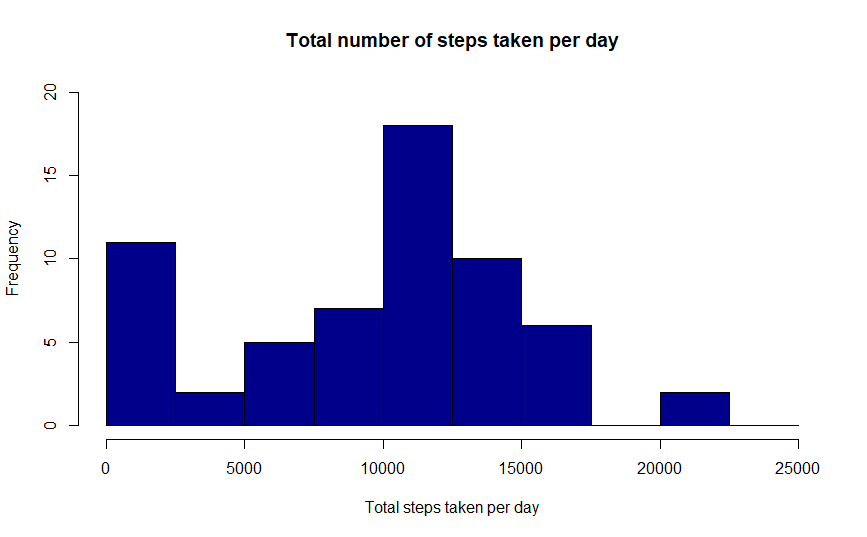 Total number of steps taken per day
20
15
10
5
0
Frequency
0 5000 10000 15000 20000 25000
Total steps taken per day